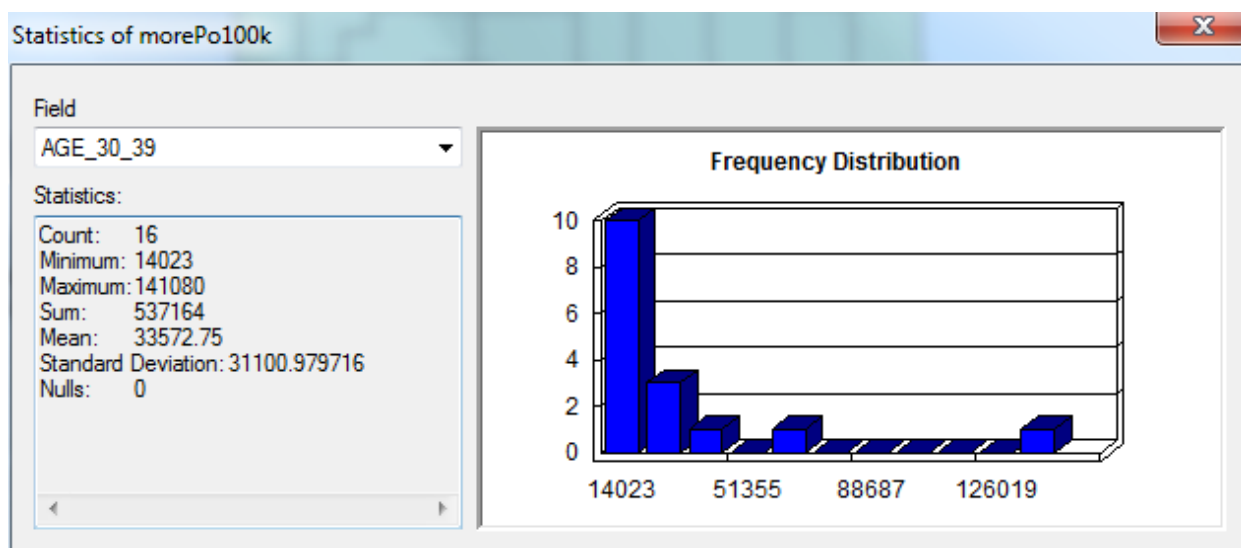 Statistics of morePo100k
Field
AGE_30_39
Statistics:
Count: 16
Minimum: 14023
Maximum: 141080
Sum: 537164
Mean: 33572.75
Standard Deviation: 31100.979716
Nulls: 0
Frequency Distribution
10
8
6
4
2
0
14023 51355 88687 126019